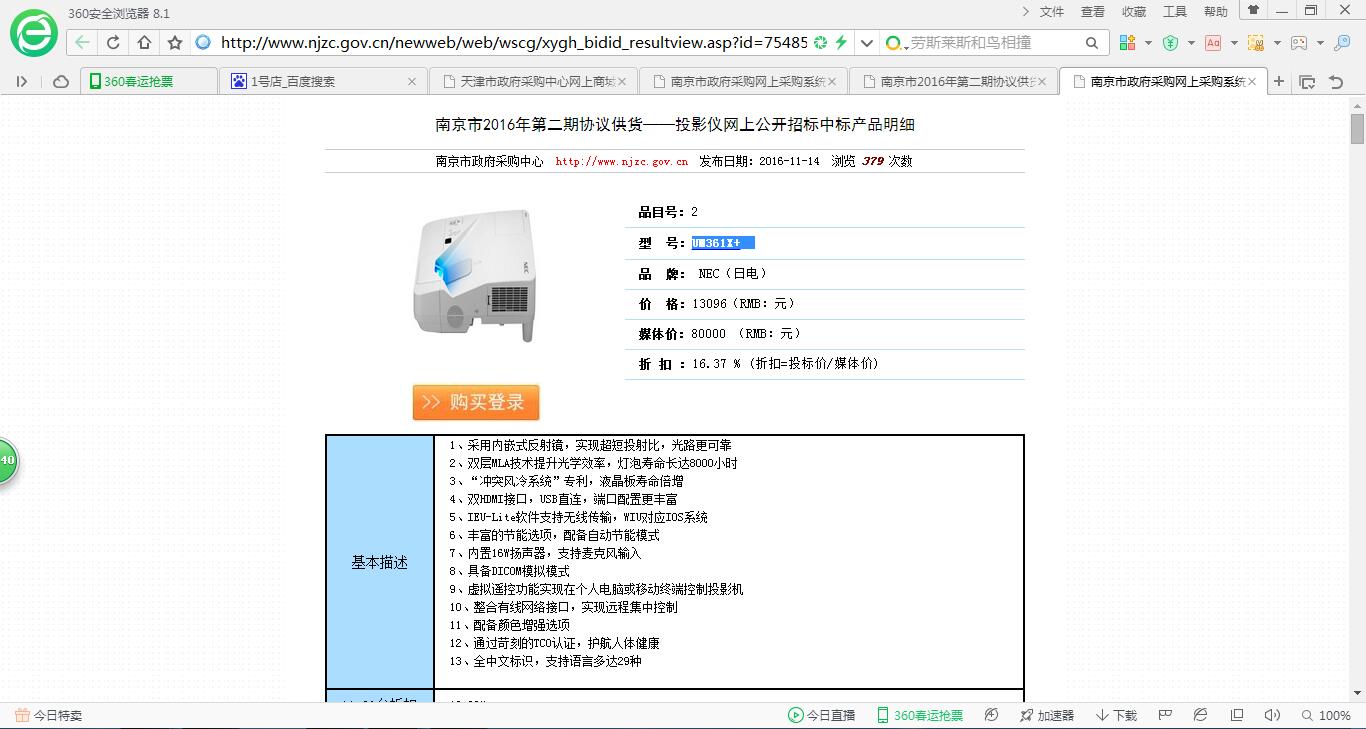 360安全浏览器 8.1
文件 查看 收藏 工具 帮助
http://www.njzc.gov.cn/newweb/web/wscg/xygh_bidid_resultview.asp?id=75485
劳斯莱斯和鸟相撞
360春运抢票
1号店_百度搜索
天津市政府采购中心网上商城
南京市政府采购网上采购系统
南京市2016年第二期协议供货
南京市政府采购网上采购系统
南京市2016年第二期协议供货——投影仪网上公开招标中标产品明细
南京市政府采购中心 http://www.njzc.gov.cn 发布日期：2016-11-14 浏览 379 次数
品目号：2
型 号：UM361X+
品 牌： NEC（日电）
价 格：13096（RMB：元）
媒体价：80000 （RMB：元）
折 扣 ：16.37 % (折扣=投标价/媒体价)
NEC
>> 购买登录
基本描述
1、采用内嵌式反射镜，实现超短投射比，光路更可靠
2、双层MLA技术提升光学效率，灯泡寿命长达8000小时
3、“冲突风冷系统”专利，液晶板寿命倍增
4、双HDMI接口，USB直连，端口配置更丰富
5、IEU-Lite软件支持无线传输，WIU对应IOS系统
6、丰富的节能选项，配备自动节能模式
7、内置16W扬声器，支持麦克风输入
8、具备DICOM模拟模式
9、虚拟遥控功能实现在个人电脑或移动终端控制投影机
10、整合有线网络接口，实现远程集中控制
11、配备颜色增强选项
12、通过苛刻的TCO认证，护航人体健康
13、全中文标识，支持语言多达29种
40
今日特卖
今日直播
360春运抢票
加速器
下载
100%